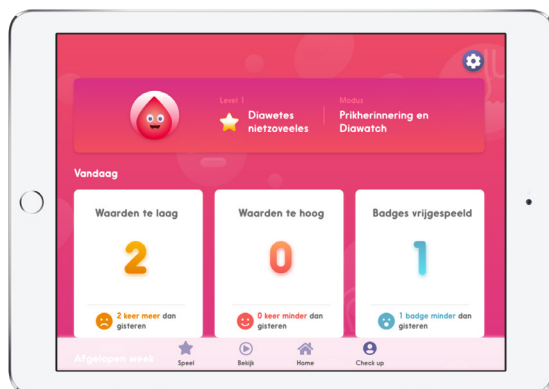 Level 1
Modus
Diawetes
nietzoveeles
Prikherinnering en
Diawatch
Vandaag
Waarden te laag
Waarden te hoog
Badges vrijgespeeld
2
0
1
2 keer meer dan
gisteren
0 keer minder dan
gisteren
1 badge minder dan
gisteren
Afgelopen week
Speel
Bekijk
Home
Check up